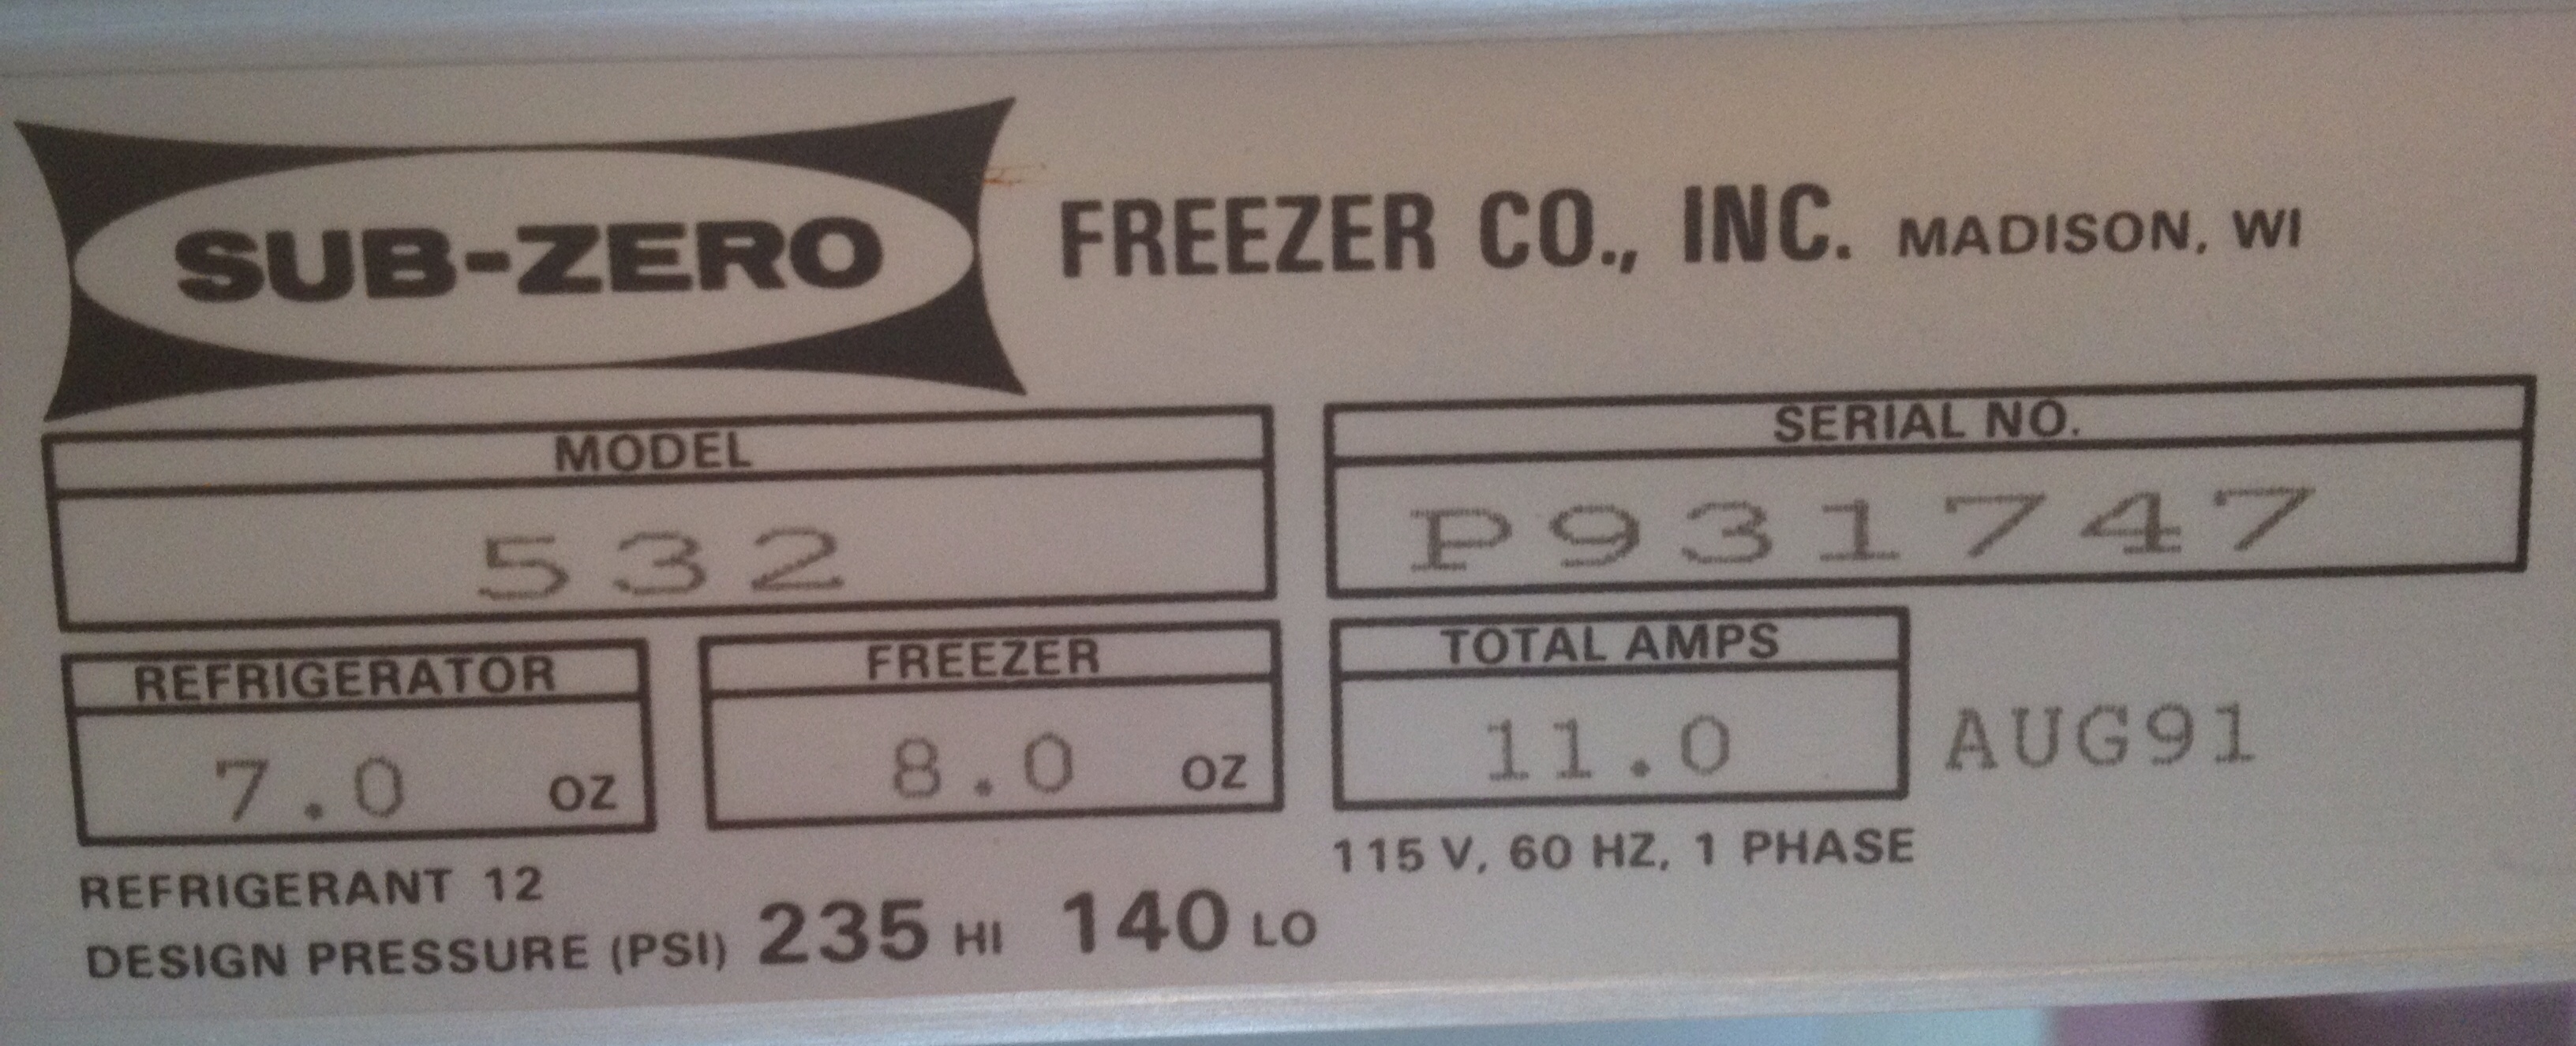 SUB-ZERO FREEZER CO., INC. MADISON, WI
MODEL
532
SERIAL NO.
P931747
REFRIGERATOR
7.0 OZ
FREEZER
8.0 OZ
TOTAL AMPS
11.0
AUG91
115 V, 60 HZ, 1 PHASE
REFRIGERANT 12
DESIGN PRESSURE (PSI) 235 HI 140 LO